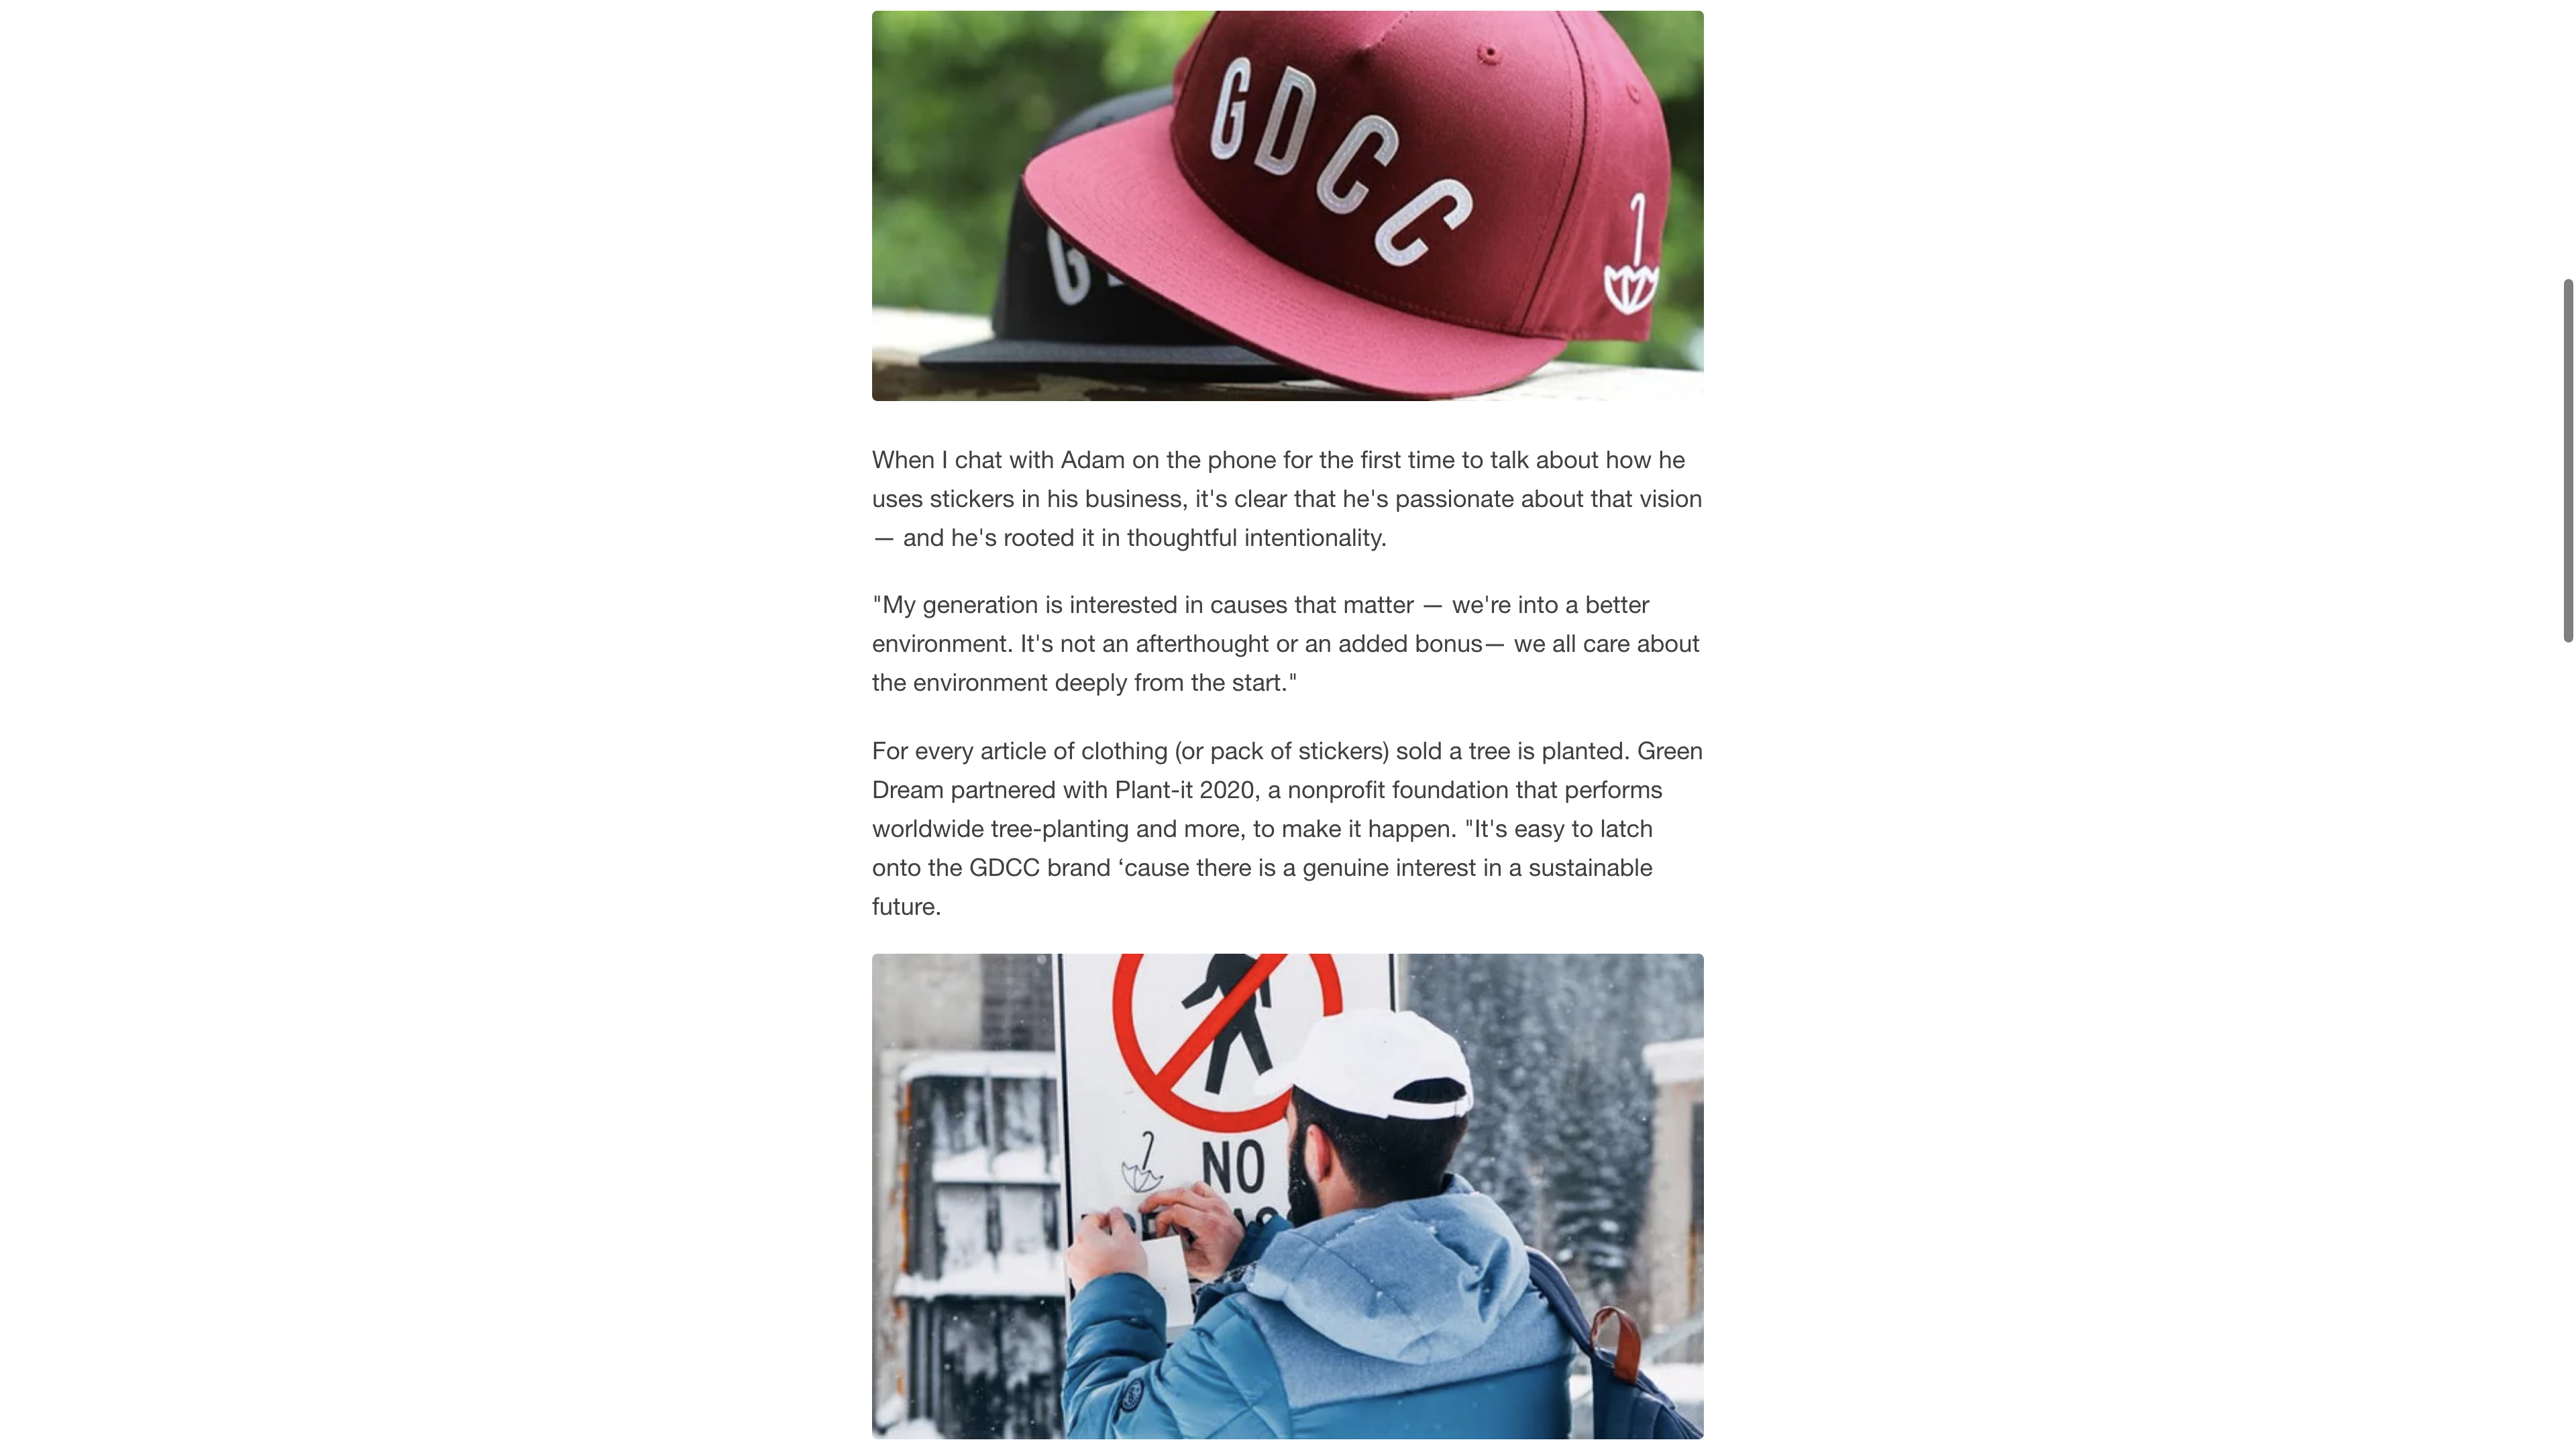 GDCC
G
When I chat with Adam on the phone for the first time to talk about how he
uses stickers in his business, it's clear that he's passionate about that vision
— and he's rooted it in thoughtful intentionality.
"My generation is interested in causes that matter — we're into a better
environment. It's not an afterthought or an added bonus— we all care about
the environment deeply from the start."
For every article of clothing (or pack of stickers) sold a tree is planted. Green
Dream partnered with Plant-it 2020, a nonprofit foundation that performs
worldwide tree-planting and more, to make it happen. "It's easy to latch
onto the GDCC brand ‘cause there is a genuine interest in a sustainable
future.
NO